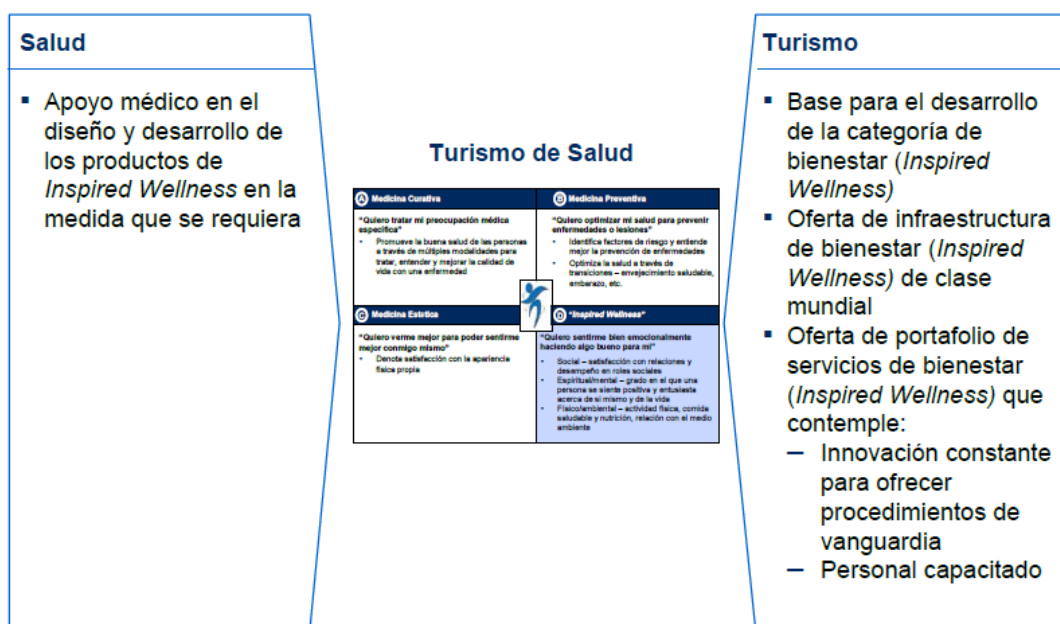 Salud
▪ Apoyo médico en el
diseño y desarrollo de
los productos de
Inspired Wellness en la
medida que se requiera
Turismo de Salud
A Medicina Curativa
"Quiero tratar mi preocupación médica
específica"
• Promueve la buena salud de las personas
a través de múltiples modalidades para
tratar, entender y mejorar la calidad de
vida con una enfermedad
B Medicina Preventiva
"Quiero optimizar mi salud para prevenir
enfermedades o lesiones"
• Identifica factores de riesgo y entiende
mejor la prevención de enfermedades
• Optimiza la salud a través de
transiciones – envejecimiento saludable,
embarazo, etc.
C Medicina Estética
"Quiero verme mejor para poder sentirme
mejor conmigo mismo"
• Denota satisfacción con la apariencia
física propia
D "Inspired Wellness"
"Quiero sentirme bien emocionalmente
haciendo algo bueno para mi"
• Social – satisfacción con relaciones y
desempeño en roles sociales
• Espiritual/mental – grado en el que una
persona se siente positiva y entusiasta
acerca de si mismo y de la vida
• Físico/ambiental – actividad física, comida
saludable y nutrición, relación con el medio
ambiente
Turismo
▪ Base para el desarrollo
de la categoría de
bienestar (Inspired
Wellness)
▪ Oferta de infraestructura
de bienestar (Inspired
Wellness) de clase
mundial
▪ Oferta de portafolio de
servicios de bienestar
(Inspired Wellness) que
contemple:
– Innovación constante
para ofrecer
procedimientos de
vanguardia
– Personal capacitado